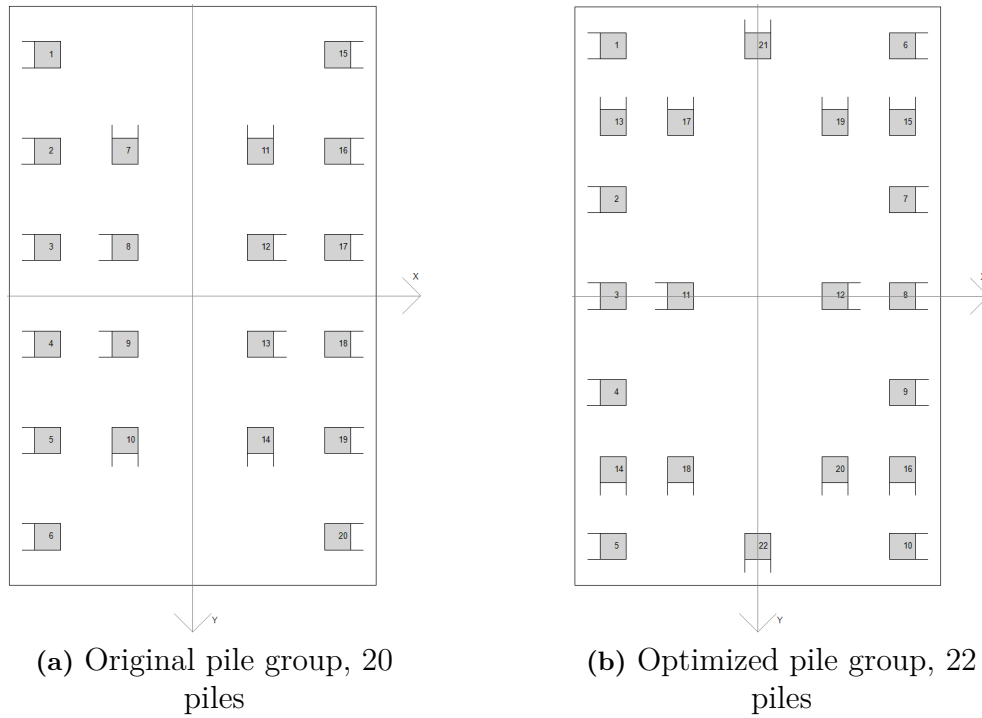 1 15
2 7 11 16
3 8 12 17
X
4 9 13 18
5 10 14 19
6 20
Y
(a) Original pile group, 20
piles
1 21 6
13 17 19 15
2 7
3 11 12 8
4 9
14 18 20 16
5 22 10
Y
(b) Optimized pile group, 22
piles